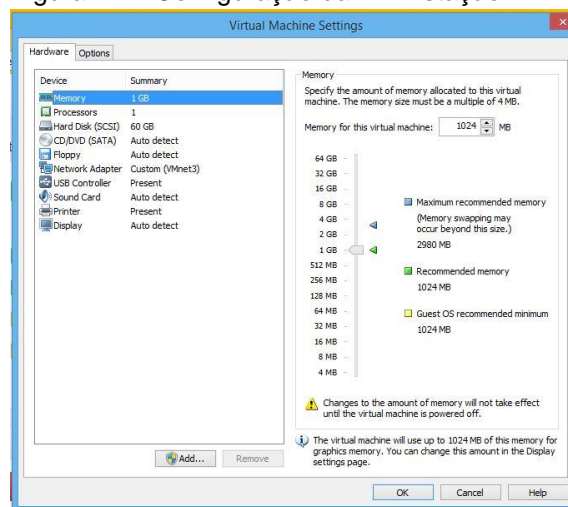 Virtual Machine Settings
Hardware Options
Device Summary
Memory 1 GB
Processors 1
Hard Disk (SCSI) 60 GB
CD/DVD (SATA) Auto detect
Floppy Auto detect
Network Adapter Custom (VMnet3)
USB Controller Present
Sound Card Auto detect
Printer Present
Display Auto detect
Add... Remove
Memory
Specify the amount of memory allocated to this virtual
machine. The memory size must be a multiple of 4 MB.
Memory for this virtual machine: 1024 MB
64 GB
32 GB
16 GB
8 GB
4 GB
2 GB
1 GB
512 MB
256 MB
128 MB
64 MB
32 MB
16 MB
8 MB
4 MB
Maximum recommended memory
(Memory swapping may
occur beyond this size.)
2980 MB
Recommended memory
1024 MB
Guest OS recommended minimum
1024 MB
Changes to the amount of memory will not take effect
until the virtual machine is powered off.
The virtual machine will use up to 1024 MB of this memory for
graphics memory. You can change this amount in the Display
settings page.
OK Cancel Help